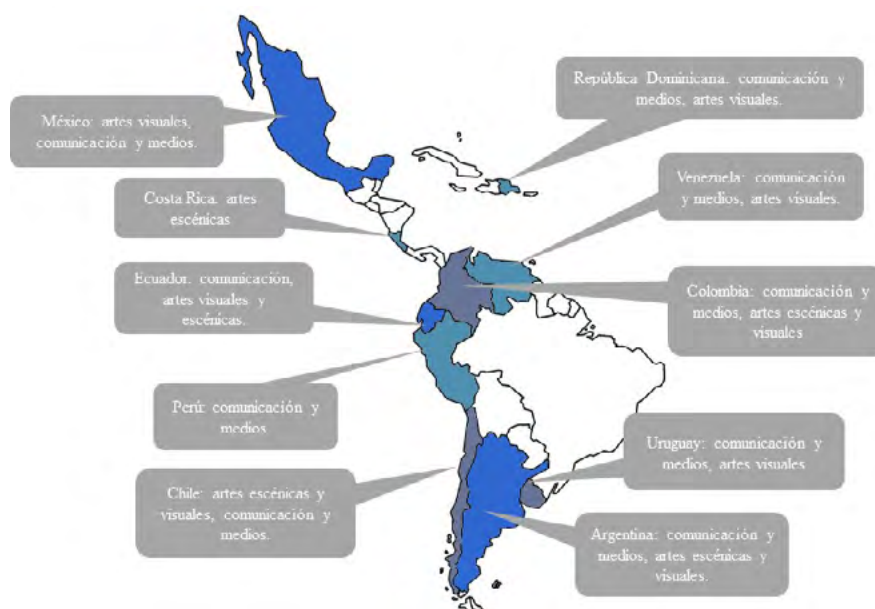 República Dominicana. comunicación y
medios, artes visuales.
México: artes visuales,
comunicación y medios.
Venezuela: comunicación
y medios, artes visuales.
Costa Rica. artes
escénicas
Ecuador. comunicación,
artes visuales y
escénicas.
Colombia: comunicación y
medios, artes escénicas y
visuales
Perú: comunicación y
medios
Uruguay: comunicación y
medios, artes visuales
Chile: artes escénicas y
visuales, comunicación y
medios.
Argentina: comunicación y
medios, artes escénicas y
visuales.